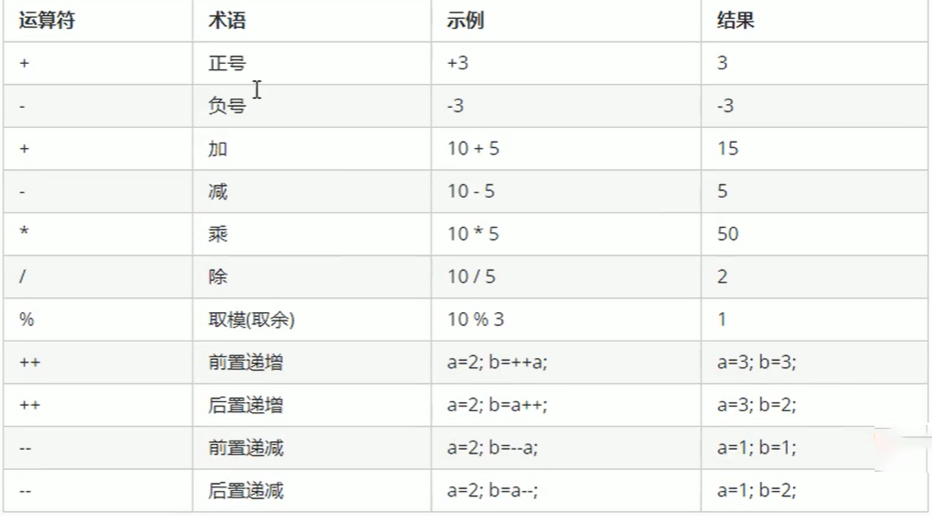 运算符 术语 示例 结果
+ 正号 +3 3
- 负号 -3 -3
+ 加 10 + 5 15
- 减 10 - 5 5
* 乘 10 * 5 50
/ 除 10 / 5 2
% 取模(取余) 10 % 3 1
++ 前置递增 a=2; b=++a; a=3; b=3;
++ 后置递增 a=2; b=a++; a=3; b=2;
-- 前置递减 a=2; b=--a; a=1; b=1;
-- 后置递减 a=2; b=a--; a=1; b=2;